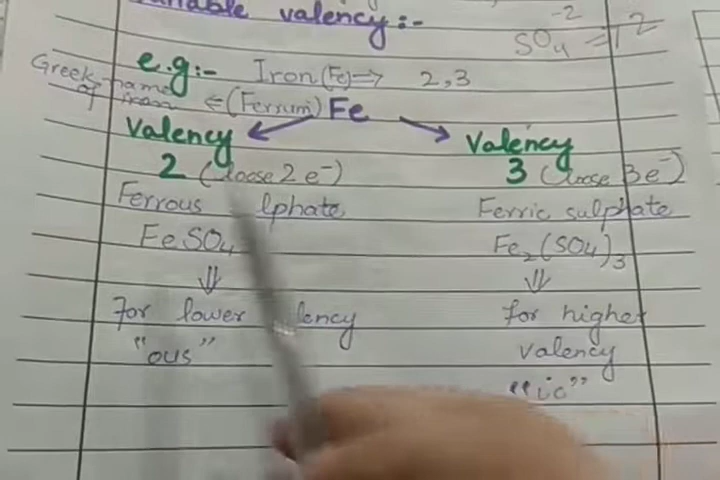 valency:-
SO4⁻² = 
e.g:- Iron (Fe) ⇒ 2,3
Greek name of iron ← (Ferrum) Fe
Valency
2 (loose 2 e⁻)
Ferrous lphate
FeSO4
⇓
for lower lency
"ous"
Valency
3 (loose 3e⁻)
Ferric sulphate
Fe2(SO4)3
⇓
for higher
valency
"ic"